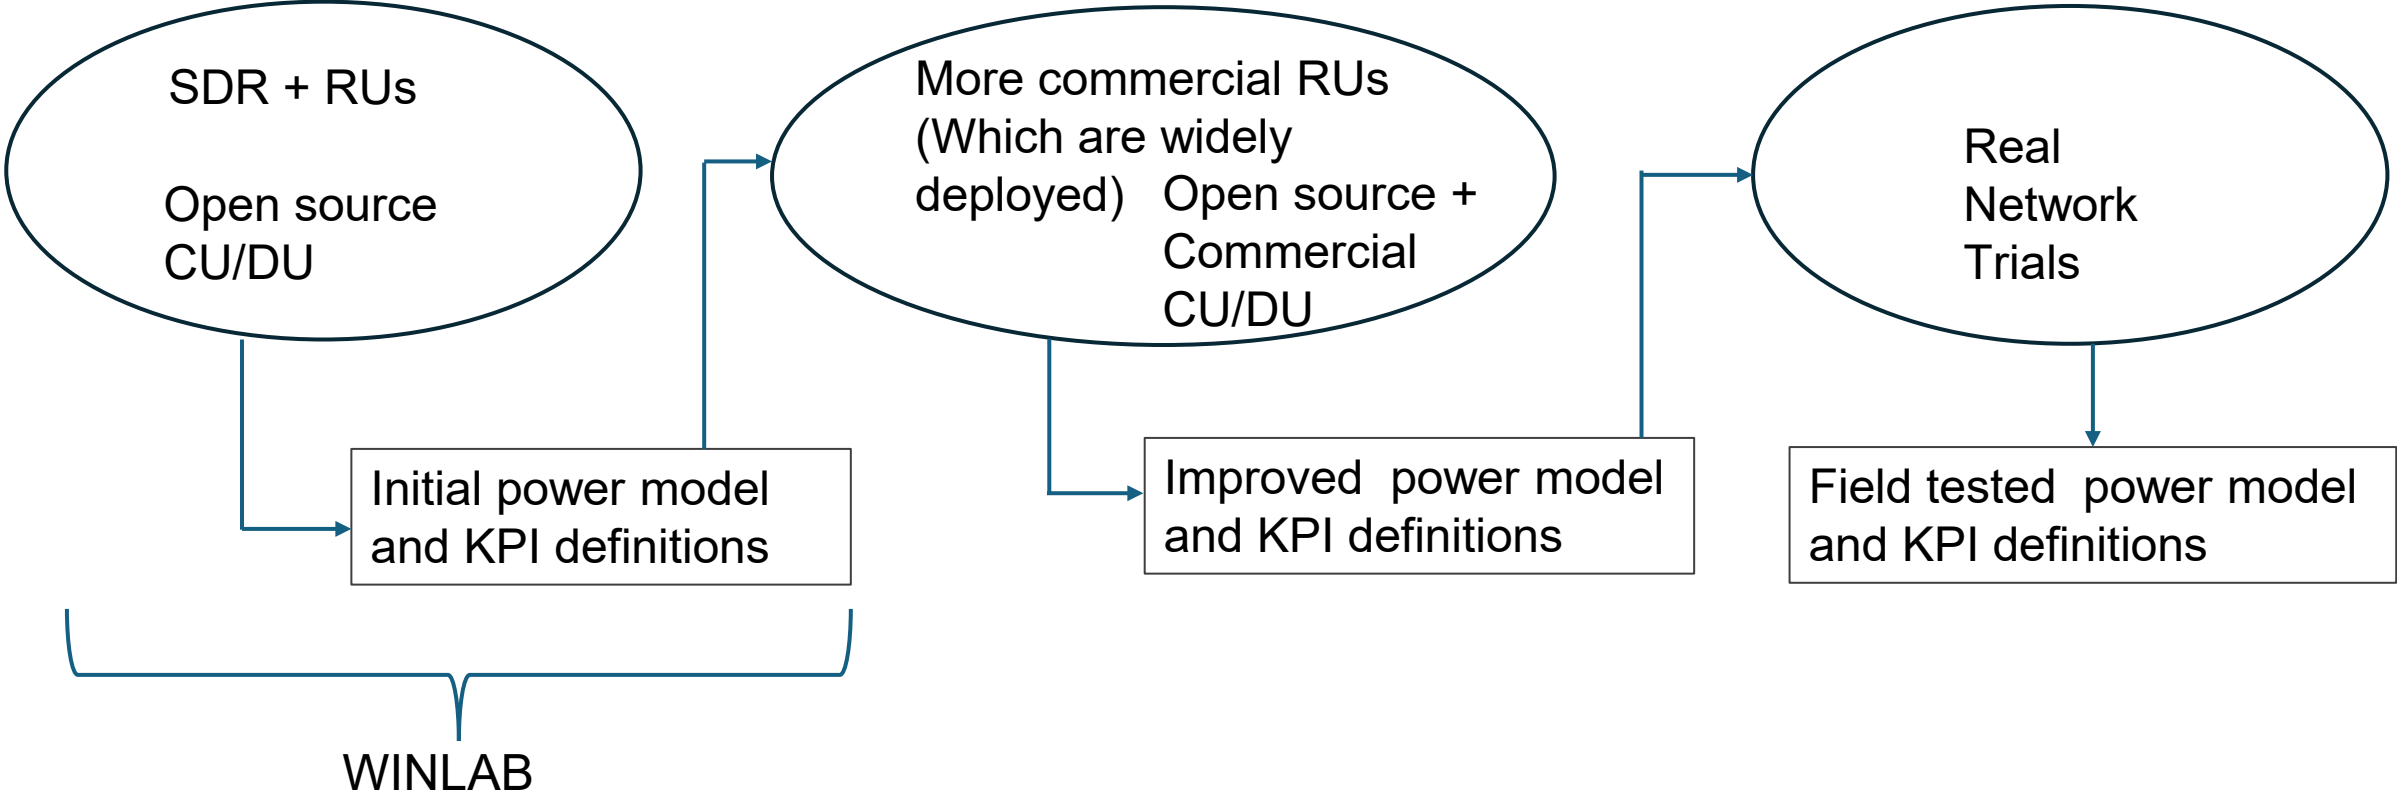 SDR + RUs
Open source
CU/DU
More commercial RUs
(Which are widely
deployed)
Open source +
Commercial
CU/DU
Real
Network
Trials
Initial power model
and KPI definitions
Improved  power model
and KPI definitions
Field tested  power model
and KPI definitions
WINLAB